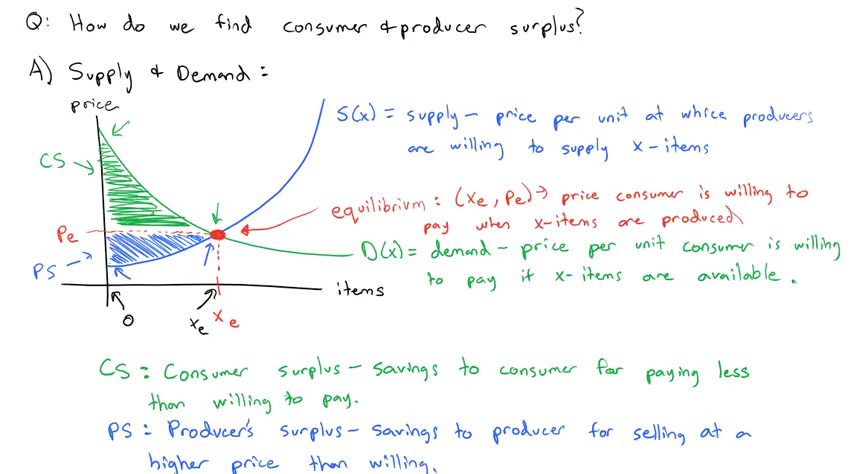 Q: How do we find consumer & producer surplus?
A) Supply & Demand:
price
S(x) = supply – price per unit at whice producers
are willing to supply x-items
CS
equilibrium: (xe, Pe) → price consumer is willing to
pay when x-items are produced
Pe
D(x) = demand – price per unit consumer is willing
to pay if x-items are available.
PS
items
0
xe
xe
CS: Consumer surplus – savings to consumer for paying less
than willing to pay.
PS: Producer's surplus – savings to producer for selling at a
higher price than willing.